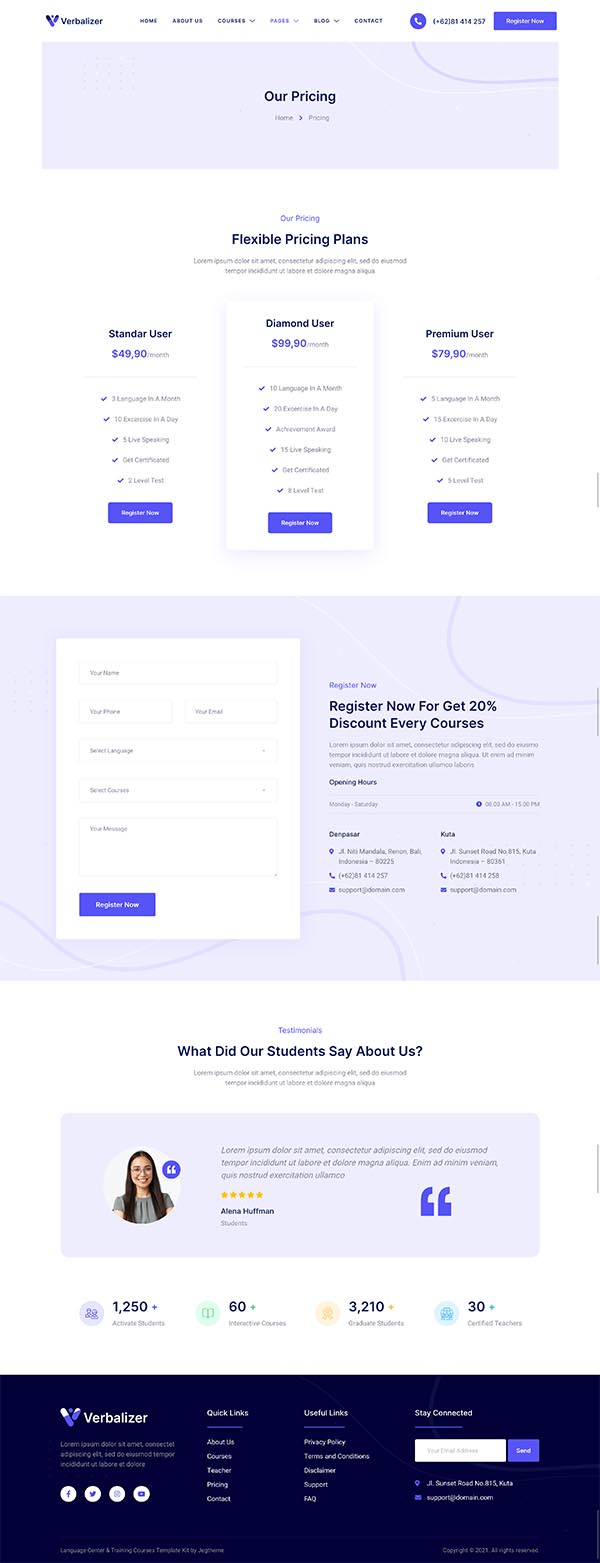 Verbalizer
HOME ABOUT US COURSES PAGES BLOG CONTACT
(+62)81 414 257
Register Now
Our Pricing
Home Pricing
Our Pricing
Flexible Pricing Plans
Lorem ipsum dolor sit amet, consectetur adipiscing elit, sed do eiusmod
tempor incididunt ut labore et dolore magna aliqua
Standar User
$49,90/month
3 Language In A Month
10 Excercise In A Day
5 Live Speaking
Get Certificated
2 Level Test
Register Now
Diamond User
$99,90/month
10 Language In A Month
20 Excercise In A Day
Achievement Award
15 Live Speaking
Get Certificated
8 Level Test
Register Now
Premium User
$79,90/month
5 Language In A Month
15 Excercise In A Day
10 Live Speaking
Get Certificated
5 Level Test
Register Now
Your Name
Your Phone Your Email
Select Language
Select Courses
Your Message
Register Now
Register Now
Register Now For Get 20%
Discount Every Courses
Lorem ipsum dolor sit amet, consectetur adipiscing elit, sed do eiusmo
tempor incididunt ut labore et dolore magna aliqua. Ut enem ad minim
veniam, quis nostrud exercitation ullamco laboris
Opening Hours
Monday - Saturday 08.00 AM - 15.00 PM
Denpasar
Jl. Niti Mandala, Renon, Bali,
Indonesia – 80225
(+62)81 414 257
support@domain.com
Kuta
Jl. Sunset Road No.815, Kuta
Indonesia – 80361
(+62)81 414 258
support@domain.com
Testimonials
What Did Our Students Say About Us?
Lorem ipsum dolor sit amet, consectetur adipiscing elit, sed do eiusmod
tempor incididunt ut labore et dolore magna aliqua
Lorem ipsum dolor sit amet, consectetur adipiscing elit, sed do eiusmod
tempor incididunt ut labore et dolore magna aliqua. Enim ad minim veniam,
quis nostrud exercitation ullamco
Alena Huffman
Students
1,250 +
Activate Students
60 +
Interactive Courses
3,210 +
Graduate Students
30 +
Certified Teachers
Verbalizer
Lorem ipsum dolor sit amet, consectet
adipiscing elit, sed do eiusmod tempor
incididunt ut labore et dolore
Quick Links
About Us
Courses
Teacher
Pricing
Contact
Useful Links
Privacy Policy
Terms and Conditions
Disclaimer
Support
FAQ
Stay Connected
Your Email Address
Send
Jl. Sunset Road No.815, Kuta
support@domain.com
Language Center & Training Courses Template Kit by Jegtheme
Copyright © 2021. All rights reserved.